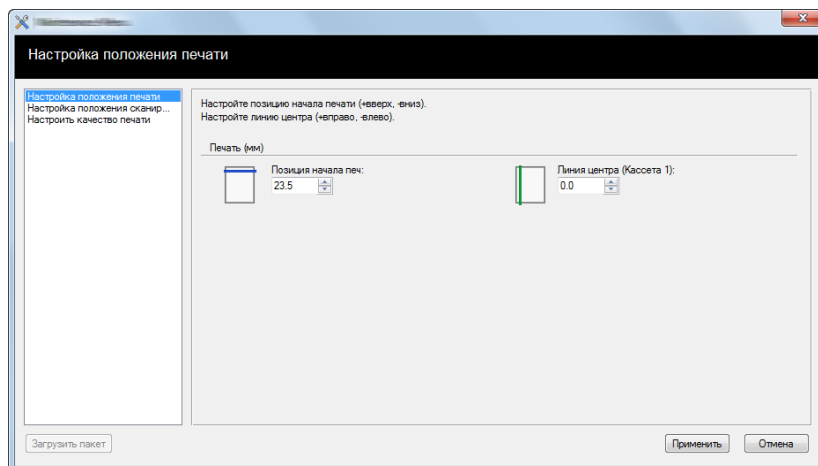 Настройка положения печати
Настройка положения печати
Настройка положения сканир...
Настроить качество печати
Настройте позицию начала печати (+вверх, -вниз).
Настройте линию центра (+вправо, -влево).
Печать (мм)
Позиция начала печ:
23.5
Линия центра (Кассета 1):
0.0
Загрузить пакет
Применить
Отмена